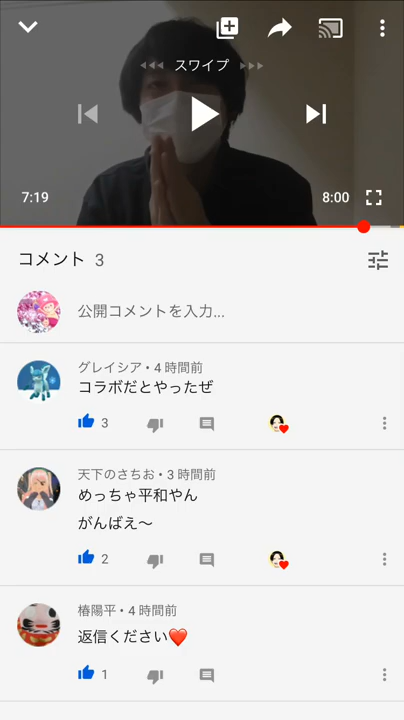 スワイプ
7:19
8:00
コメント 3
公開コメントを入力...
グレイシア • 4 時間前
コラボだとやったぜ
3
天下のさちお • 3 時間前
めっちゃ平和やん
がんばえ〜
2
椿陽平 • 4 時間前
返信ください❤️
1